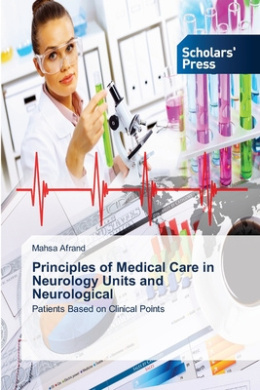 Scholars'
Press
Mahsa Afrand
Principles of Medical Care in
Neurology Units and
Neurological
Patients Based on Clinical Points